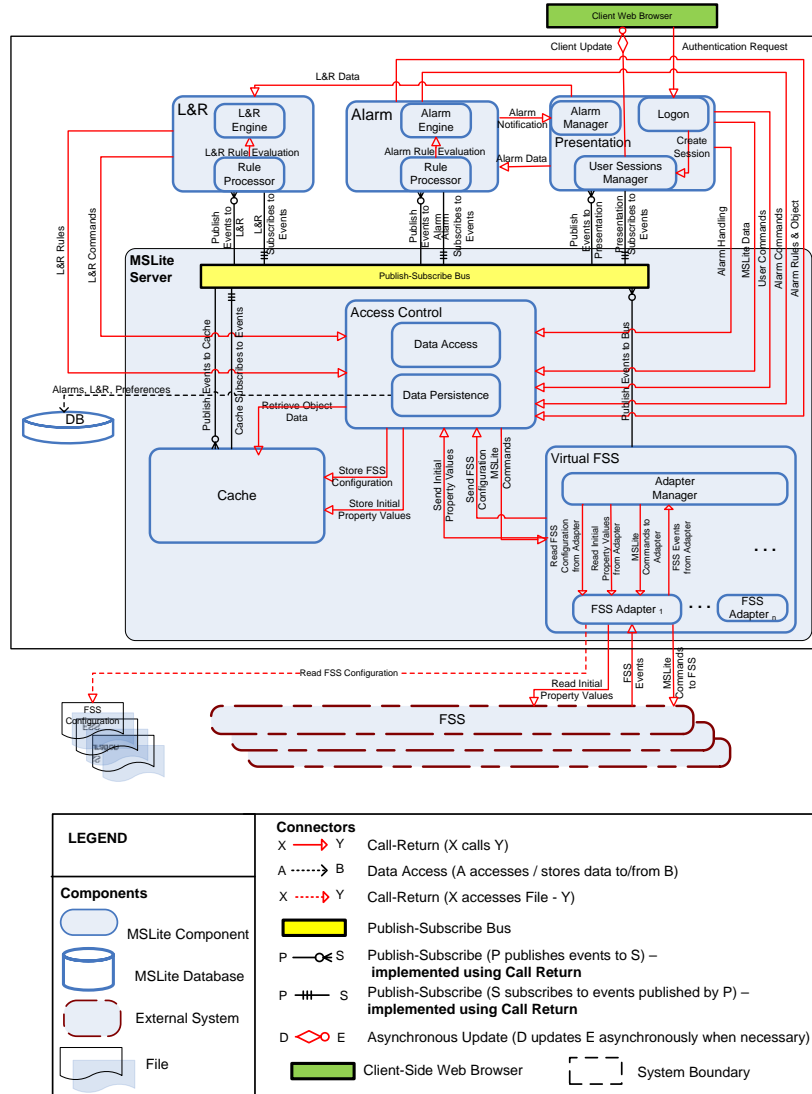 Client Web Browser
Client Update
Authentication Request
L&R Data
L&R
L&R
Engine
L&R Rule Evaluation
Rule
Processor
Alarm
Alarm
Engine
Alarm Rule Evaluation
Rule
Processor
Alarm
Notification
Alarm Data
Alarm
Manager
Presentation
Logon
Create
Session
User Sessions
Manager
L&R Rules
L&R Commands
Publish
Events to
L&R
L&R
Subscribes to
Events
Publish
Events to
Alarm
Alarm
Subscribes to
Events
Publish
Events to
Presentation
Presentation
Subscribes to
Events
Alarm Handling
MSLite Data
User Commands
Alarm Commands
Alarm Rules & Object
MSLite
Server
Publish-Subscribe Bus
Publish Events to Cache
Cache Subscribes to Events
Publish Events to Bus
Access Control
Data Access
Data Persistence
Alarms, L&R, Preferences
DB
Retrieve Object
Data
Cache
Store FSS
Configuration
Store Initial
Property Values
Send Initial
Property Values
Send FSS
Configuration
MSLite
Commands
Virtual FSS
Adapter
Manager
Read FSS
Configuration
from Adapter
Read Initial
Property Values
from Adapter
MSLite
Commands to
Adapter
FSS Events
from Adapter
. . .
FSS Adapter 1
. . .
FSS
Adapter n
Read FSS Configuration
Read Initial
Property Values
FSS
Events
MSLite
Commands
to FSS
FSS
Configuration
FSS
LEGEND
Components
MSLite Component
MSLite Database
External System
File
Connectors
X Y Call-Return (X calls Y)
A B Data Access (A accesses / stores data to/from B)
X Y Call-Return (X accesses File - Y)
Publish-Subscribe Bus
P S Publish-Subscribe (P publishes events to S) –
implemented using Call Return
P S Publish-Subscribe (S subscribes to events published by P) –
implemented using Call Return
D E Asynchronous Update (D updates E asynchronously when necessary)
Client-Side Web Browser
System Boundary